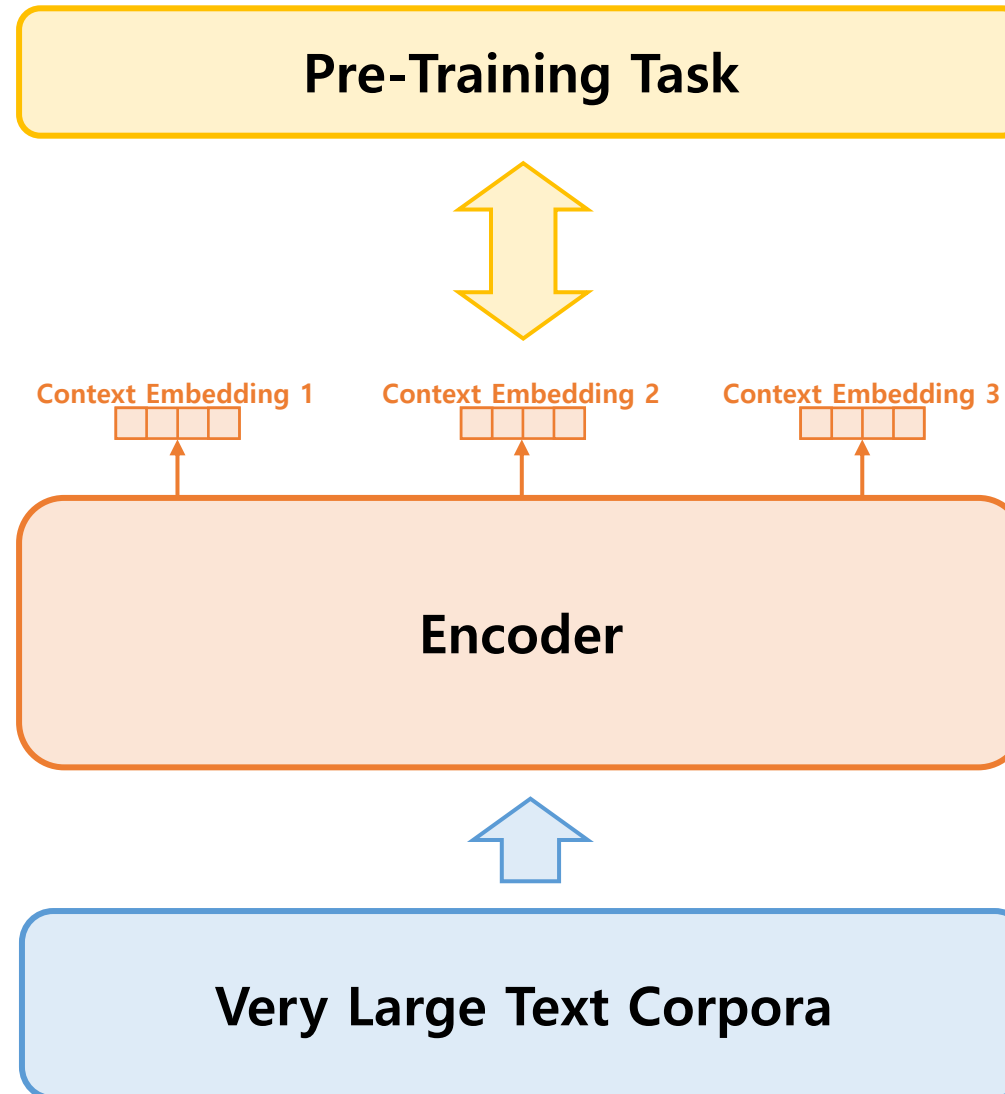 Pre-Training Task
Context Embedding 1
Context Embedding 2
Context Embedding 3
Encoder
Very Large Text Corpora